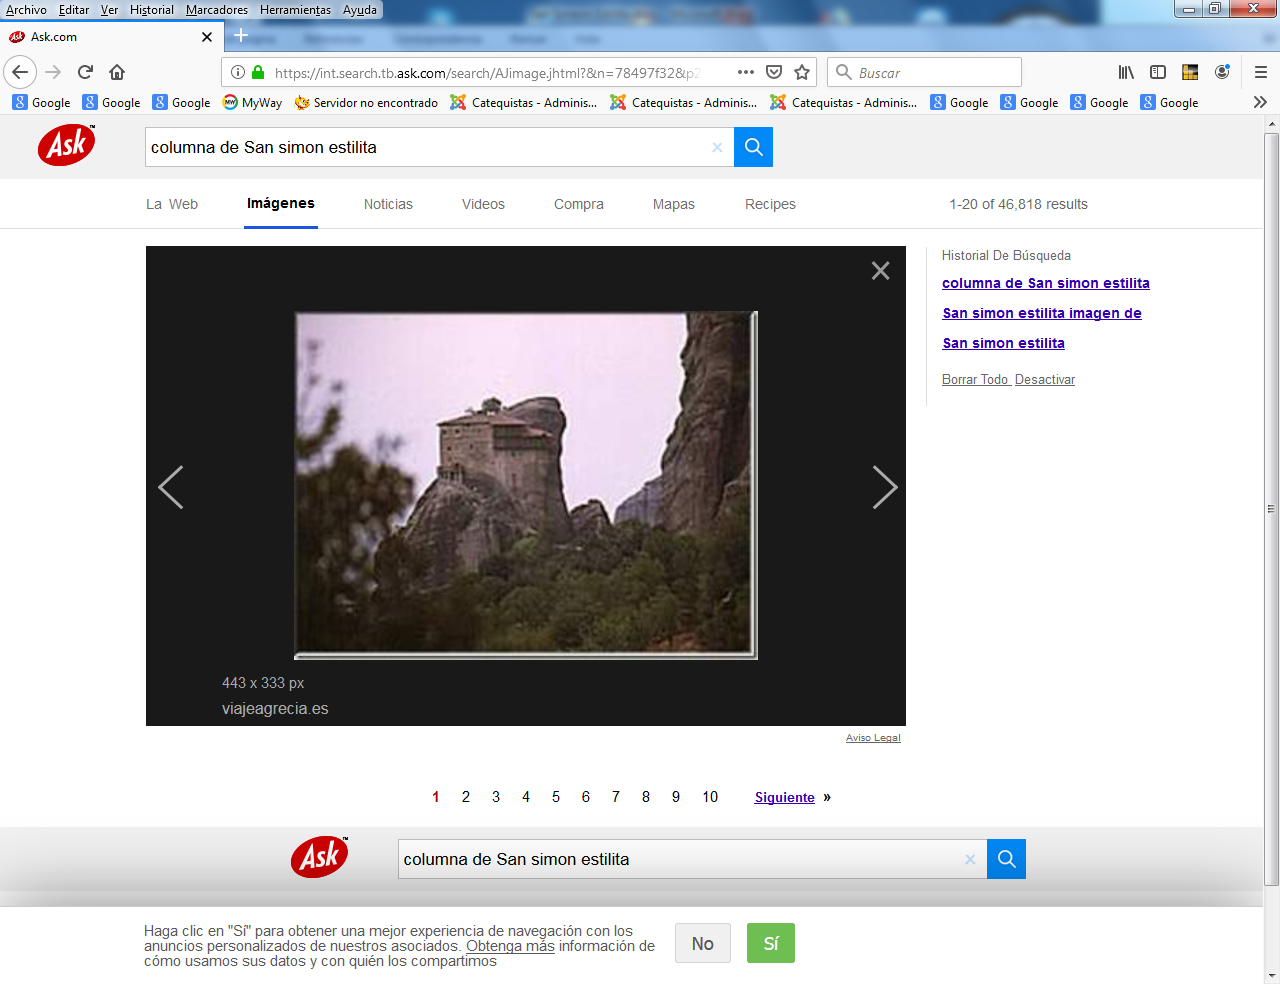 Archivo Editar Ver Historial Marcadores Herramientas Ayuda
Ask Ask.com
https://int.search.tb.ask.com/search/AJimage.jhtml?&n=78497f32&p2
Buscar
Google Google Google MyWay Servidor no encontrado Catequistas - Adminis... Catequistas - Adminis... Catequistas - Adminis... Google Google Google Google
Ask™ columna de San simon estilita
La Web Imágenes Noticias Videos Compra Mapas Recipes 1-20 of 46,818 results
Historial De Búsqueda
columna de San simon estilita
San simon estilita imagen de
San simon estilita
Borrar Todo Desactivar
443 x 333 px
viajeagrecia.es
Aviso Legal
1 2 3 4 5 6 7 8 9 10 Siguiente »
Ask™ columna de San simon estilita
Haga clic en "Sí" para obtener una mejor experiencia de navegación con los
anuncios personalizados de nuestros asociados. Obtenga más información de
cómo usamos sus datos y con quién los compartimos
No Sí